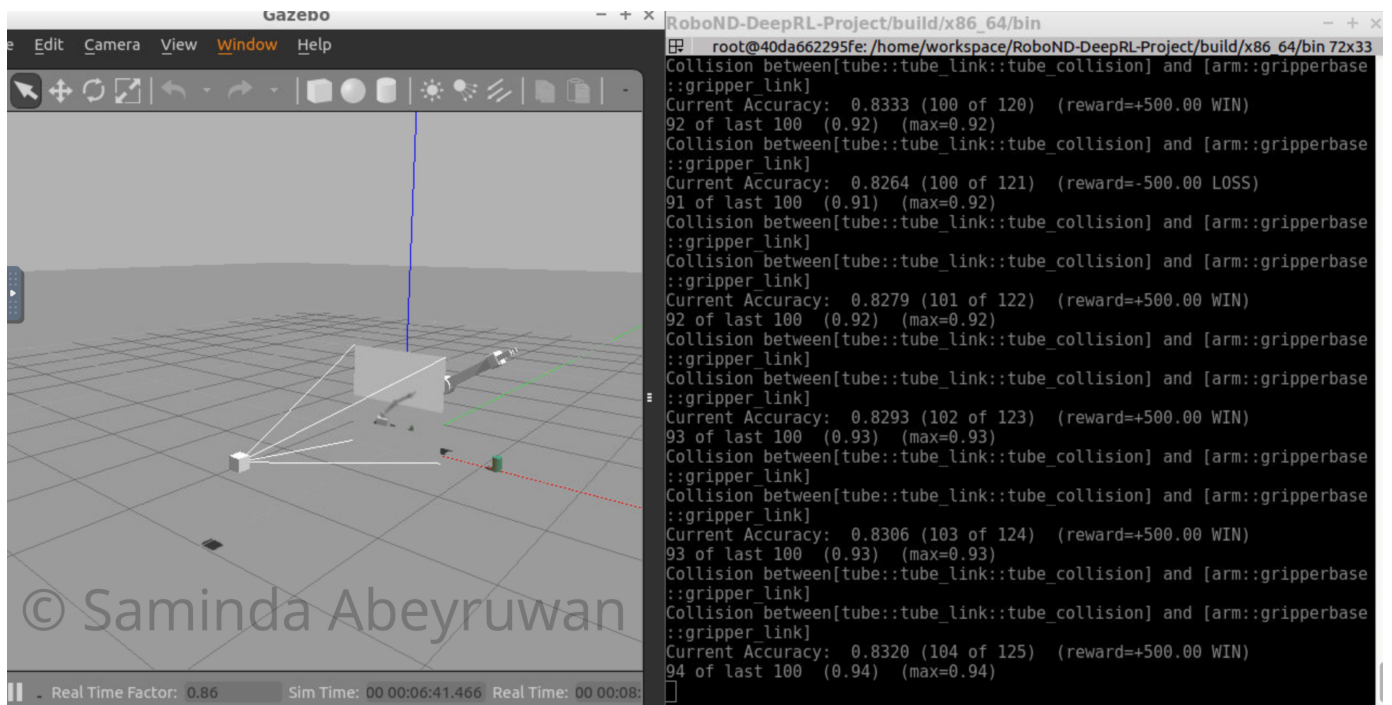 Gazebo
RoboND-DeepRL-Project/build/x86_64/bin
Edit Camera View Window Help
root@40da662295fe: /home/workspace/RoboND-DeepRL-Project/build/x86_64/bin 72x33
Collision between[tube::tube_link::tube_collision] and [arm::gripperbase
::gripper_link]
Current Accuracy:  0.8333 (100 of 120)  (reward=+500.00 WIN)
92 of last 100  (0.92)  (max=0.92)
Collision between[tube::tube_link::tube_collision] and [arm::gripperbase
::gripper_link]
Current Accuracy:  0.8264 (100 of 121)  (reward=-500.00 LOSS)
91 of last 100  (0.91)  (max=0.92)
Collision between[tube::tube_link::tube_collision] and [arm::gripperbase
::gripper_link]
Collision between[tube::tube_link::tube_collision] and [arm::gripperbase
::gripper_link]
Current Accuracy:  0.8279 (101 of 122)  (reward=+500.00 WIN)
92 of last 100  (0.92)  (max=0.92)
Collision between[tube::tube_link::tube_collision] and [arm::gripperbase
::gripper_link]
Collision between[tube::tube_link::tube_collision] and [arm::gripperbase
::gripper_link]
Current Accuracy:  0.8293 (102 of 123)  (reward=+500.00 WIN)
93 of last 100  (0.93)  (max=0.93)
Collision between[tube::tube_link::tube_collision] and [arm::gripperbase
::gripper_link]
Collision between[tube::tube_link::tube_collision] and [arm::gripperbase
::gripper_link]
Current Accuracy:  0.8306 (103 of 124)  (reward=+500.00 WIN)
93 of last 100  (0.93)  (max=0.93)
Collision between[tube::tube_link::tube_collision] and [arm::gripperbase
::gripper_link]
Collision between[tube::tube_link::tube_collision] and [arm::gripperbase
::gripper_link]
Current Accuracy:  0.8320 (104 of 125)  (reward=+500.00 WIN)
94 of last 100  (0.94)  (max=0.94)
© Saminda Abeyruwan
Real Time Factor: 0.86 Sim Time: 00 00:06:41.466 Real Time: 00 00:08: